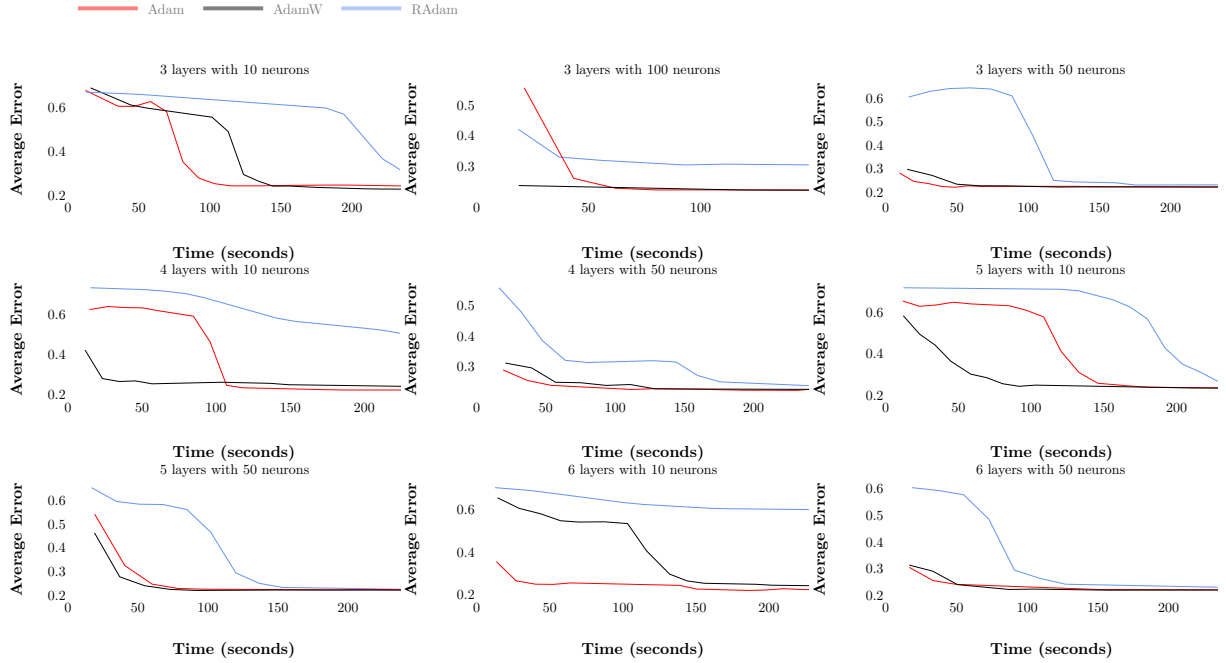 Adam AdamW RAdam
3 layers with 10 neurons
Average Error
0.6
0.4
0.2
0 50 100 150 200
Time (seconds)
3 layers with 100 neurons
Average Error
0.5
0.4
0.3
0 50 100
Time (seconds)
3 layers with 50 neurons
Average Error
0.6
0.5
0.4
0.3
0.2
0 50 100 150 200
Time (seconds)
4 layers with 10 neurons
Average Error
0.6
0.4
0.2
0 50 100 150 200
Time (seconds)
4 layers with 50 neurons
Average Error
0.5
0.4
0.3
0 50 100 150 200
Time (seconds)
5 layers with 10 neurons
Average Error
0.6
0.4
0.2
0 50 100 150 200
Time (seconds)
5 layers with 50 neurons
Average Error
0.6
0.5
0.4
0.3
0.2
0 50 100 150 200
Time (seconds)
6 layers with 10 neurons
Average Error
0.6
0.4
0.2
0 50 100 150 200
Time (seconds)
6 layers with 50 neurons
Average Error
0.6
0.5
0.4
0.3
0.2
0 50 100 150 200
Time (seconds)